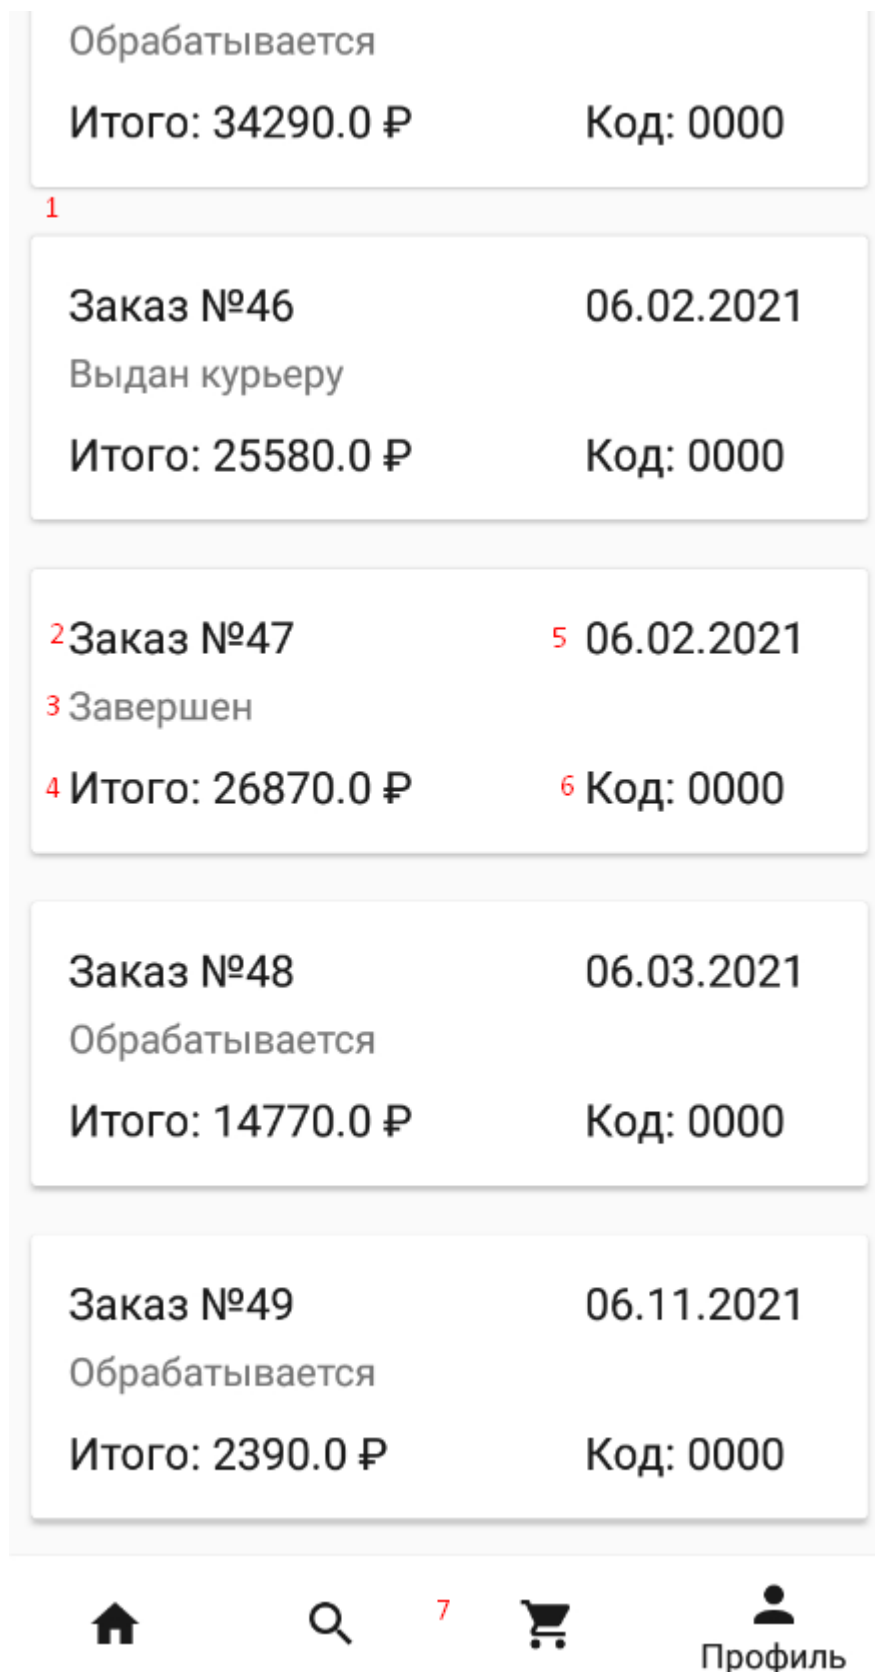 Обрабатывается
Итого: 34290.0 ₽ Код: 0000
1
Заказ №46 06.02.2021
Выдан курьеру
Итого: 25580.0 ₽ Код: 0000
2 Заказ №47 5 06.02.2021
3 Завершен
4 Итого: 26870.0 ₽ 6 Код: 0000
Заказ №48 06.03.2021
Обрабатывается
Итого: 14770.0 ₽ Код: 0000
Заказ №49 06.11.2021
Обрабатывается
Итого: 2390.0 ₽ Код: 0000
7
Профиль